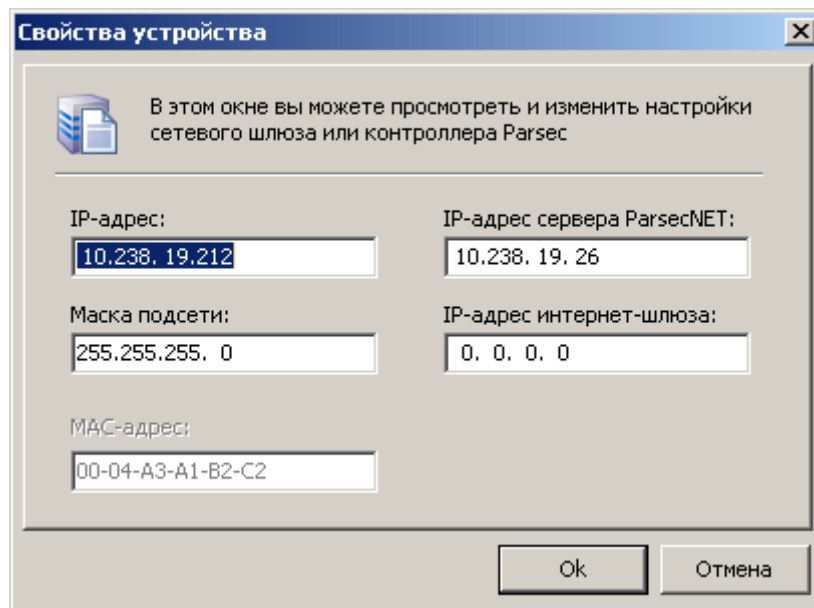 Свойства устройства
В этом окне вы можете просмотреть и изменить настройки
сетевого шлюза или контроллера Parsec
IP-адрес:
10.238. 19.212
IP-адрес сервера ParsecNET:
10.238. 19. 26
Маска подсети:
255.255.255. 0
IP-адрес интернет-шлюза:
0. 0. 0. 0
MAC-адрес:
00-04-A3-A1-B2-C2
Ok
Отмена